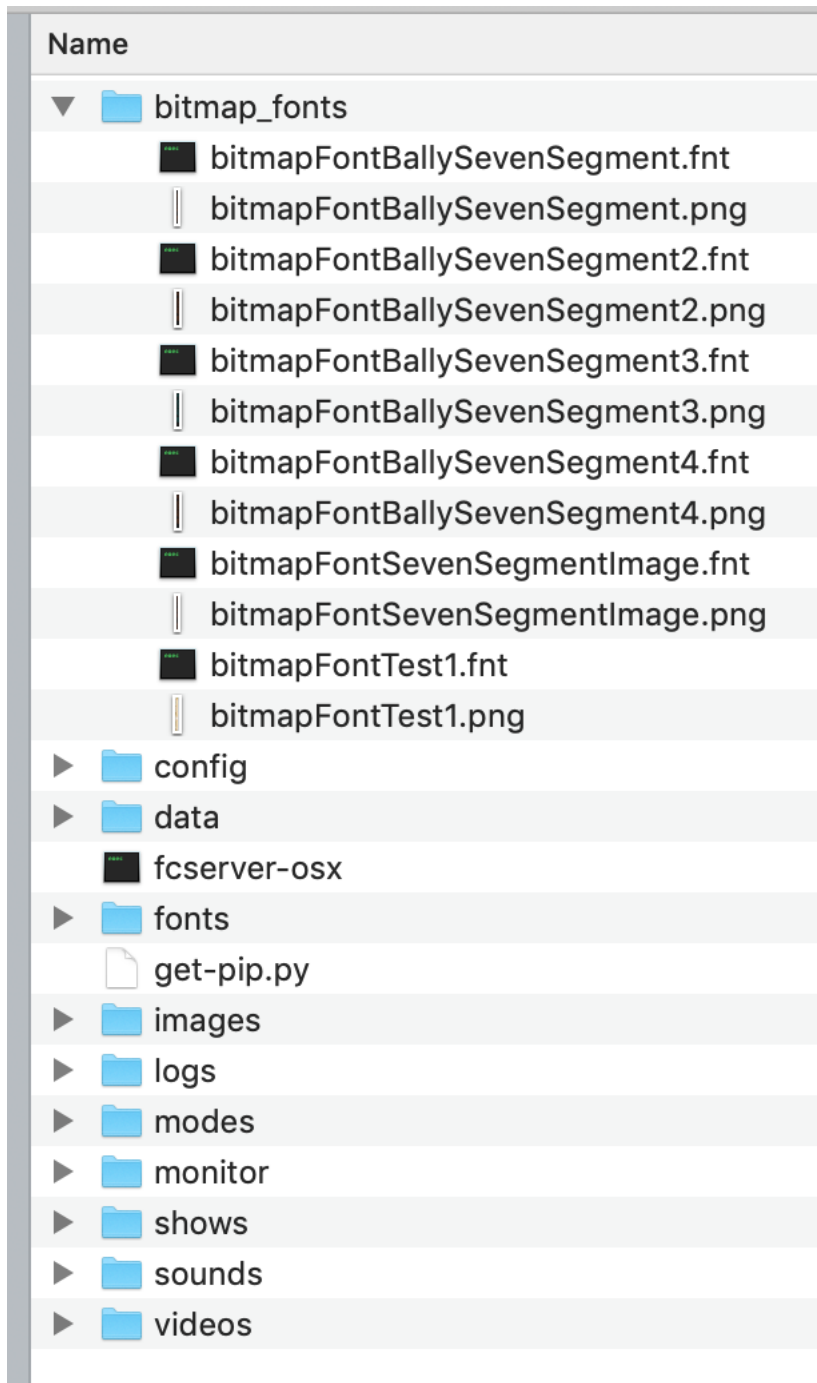 Name
bitmap_fonts
bitmapFontBallySevenSegment.fnt
bitmapFontBallySevenSegment.png
bitmapFontBallySevenSegment2.fnt
bitmapFontBallySevenSegment2.png
bitmapFontBallySevenSegment3.fnt
bitmapFontBallySevenSegment3.png
bitmapFontBallySevenSegment4.fnt
bitmapFontBallySevenSegment4.png
bitmapFontSevenSegmentImage.fnt
bitmapFontSevenSegmentImage.png
bitmapFontTest1.fnt
bitmapFontTest1.png
config
data
fcserver-osx
fonts
get-pip.py
images
logs
modes
monitor
shows
sounds
videos